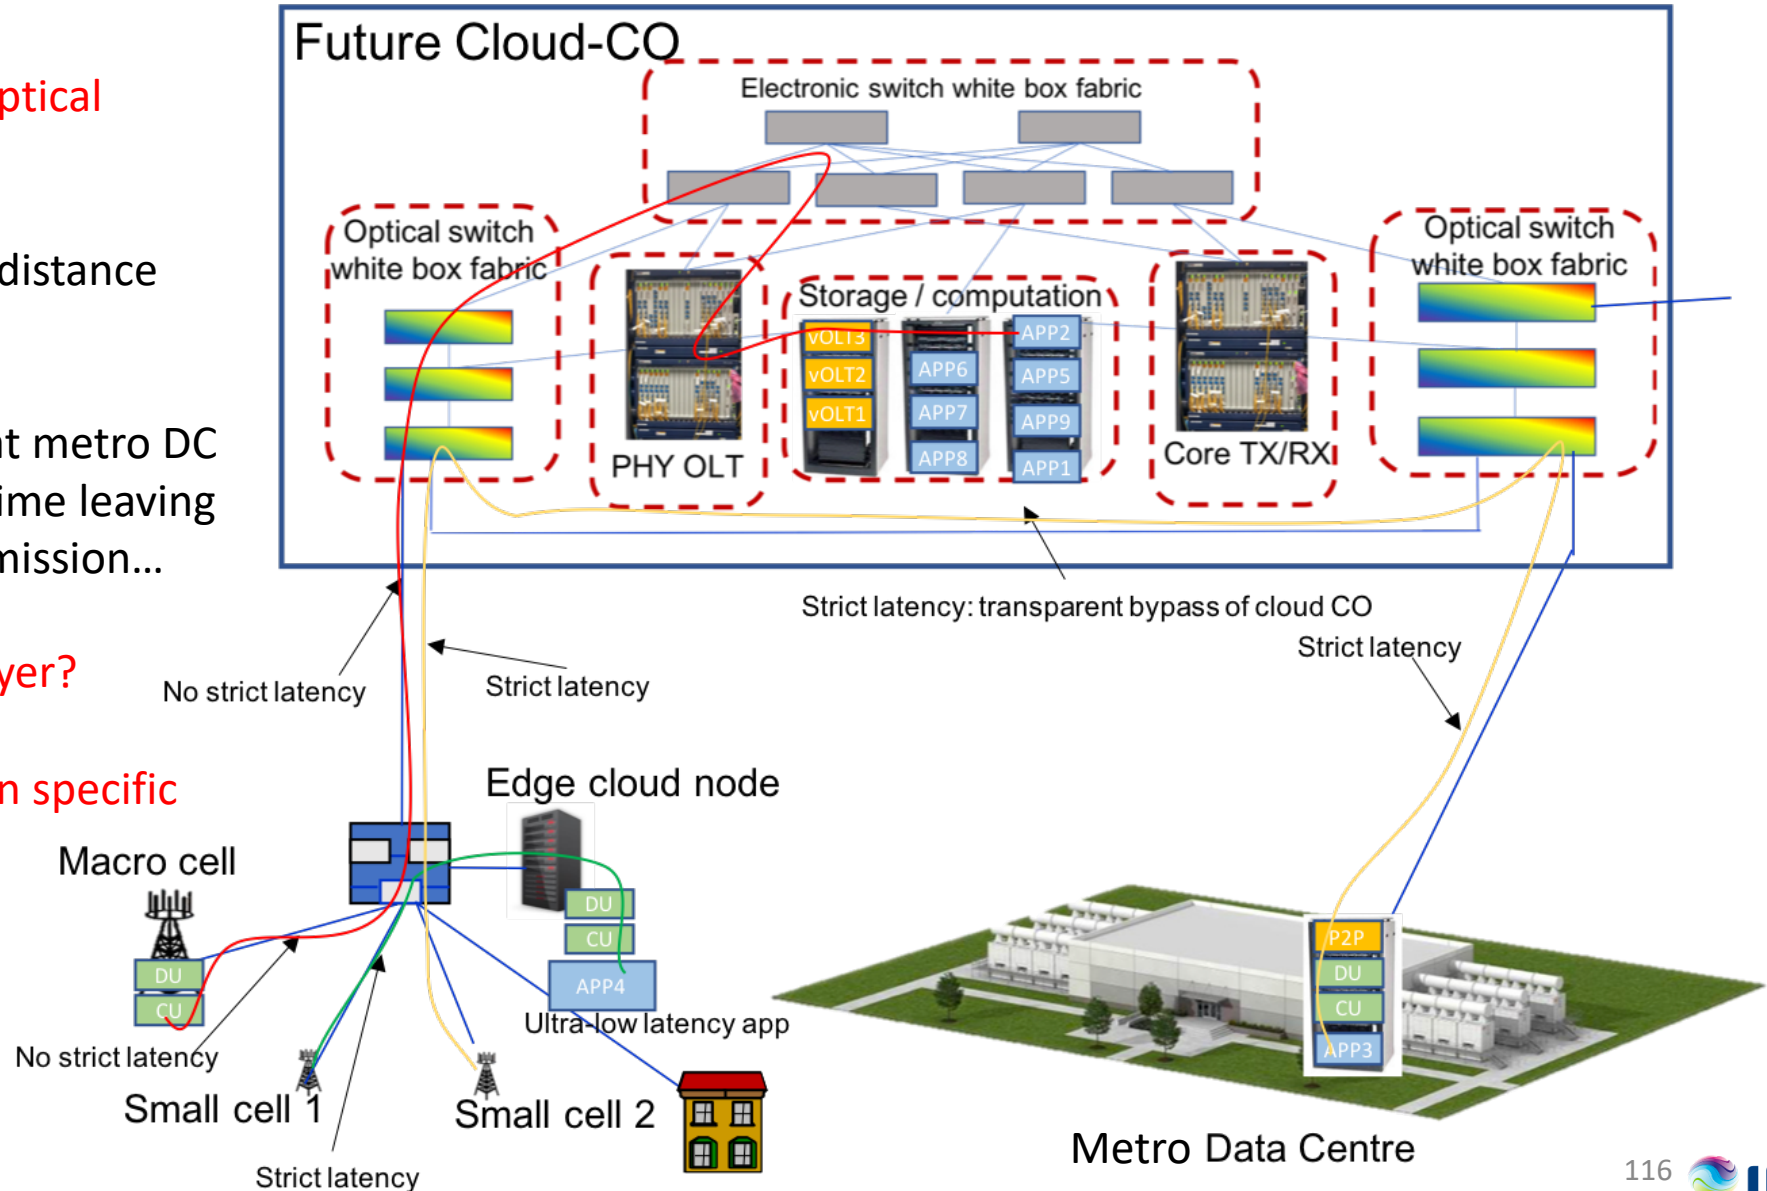 ptical
distance
at metro DC
ime leaving
mission...
yer?
n specific
Future Cloud-CO
Electronic switch white box fabric
Optical switch
white box fabric
Optical switch
white box fabric
Storage / computation
vOLT3
vOLT2
vOLT1
APP6
APP7
APP8
APP2
APP5
APP9
APP1
PHY OLT
Core TX/RX
Strict latency: transparent bypass of cloud CO
Strict latency
No strict latency
Strict latency
Edge cloud node
Macro cell
DU
CU
DU
CU
APP4
Ultra-low latency app
No strict latency
Small cell 1
Small cell 2
Strict latency
P2P
DU
CU
APP3
Metro Data Centre
116